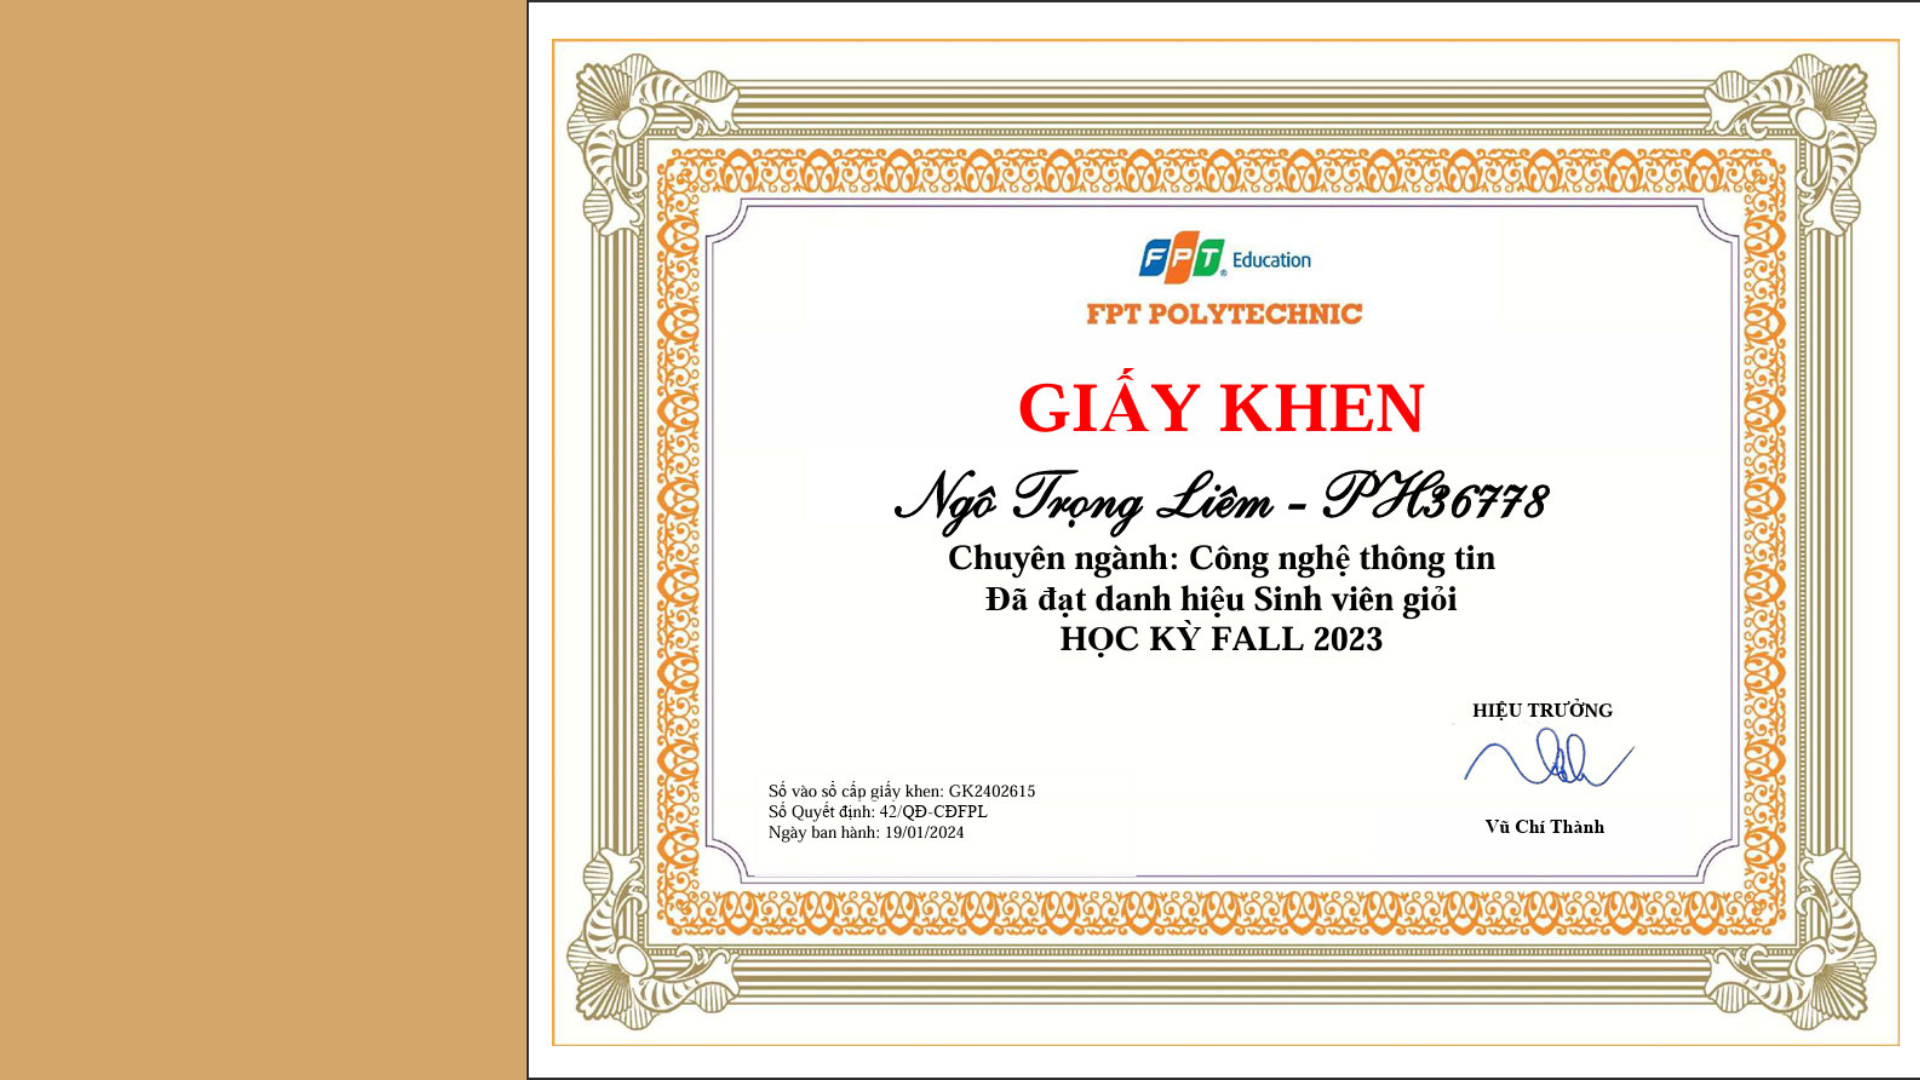 FPT Education
FPT POLYTECHNIC
GIẤY KHEN
Ngô Trọng Liêm - PH36778
Chuyên ngành: Công nghệ thông tin
Đã đạt danh hiệu Sinh viên giỏi
HỌC KỲ FALL 2023
HIỆU TRƯỞNG
Số vào sổ cấp giấy khen: GK2402615
Số Quyết định: 42/QĐ-CĐFPL
Ngày ban hành: 19/01/2024
Vũ Chí Thành